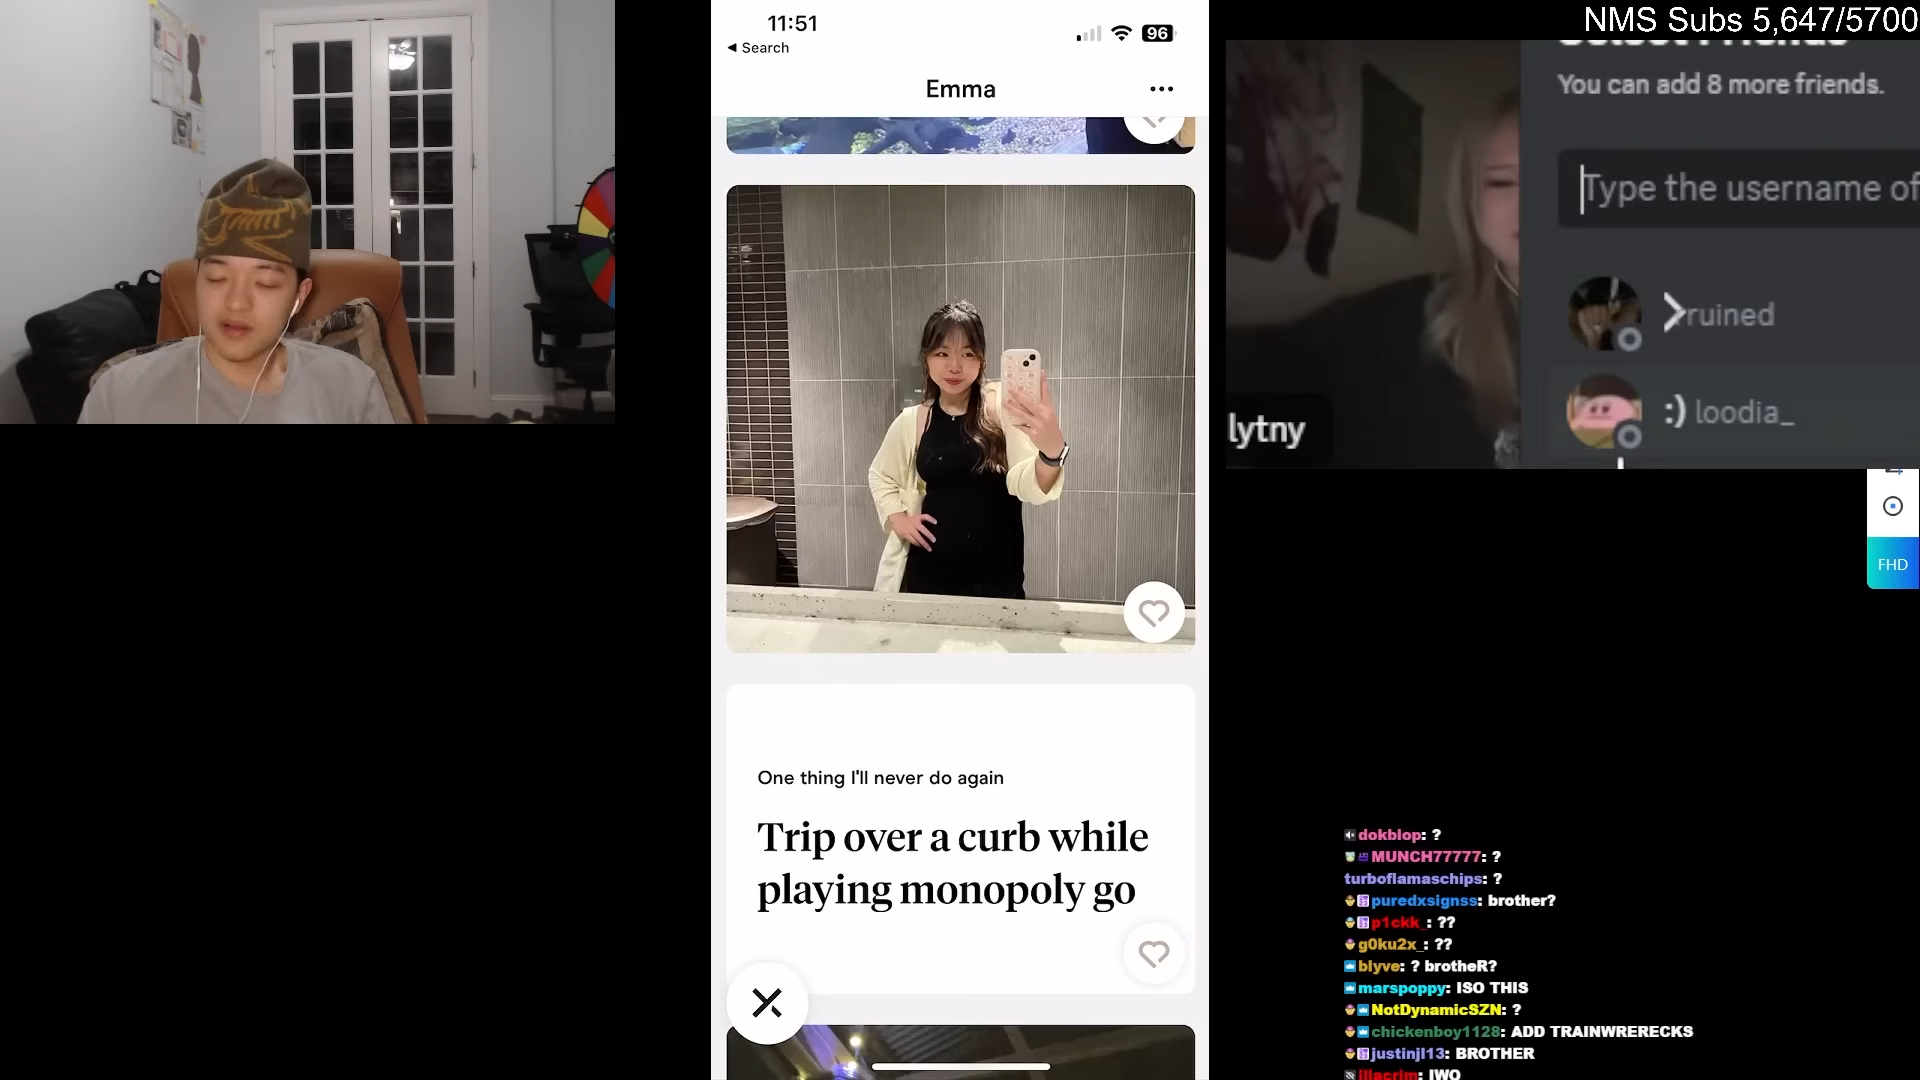 11:51
Search
96
Emma
One thing I'll never do again
Trip over a curb while
playing monopoly go
NMS Subs 5,647/5700
You can add 8 more friends.
Type the username of
ruined
:) loodia_
lytny
FHD
dokblop: ?
MUNCH77777: ?
turboflamaschips: ?
puredxsignss: brother?
p1ckk_: ??
g0ku2x_: ??
blyve: ? brotheR?
marspoppy: ISO THIS
NotDynamicSZN: ?
chickenboy1128: ADD TRAINWRERECKS
justinjl13: BROTHER
IWO